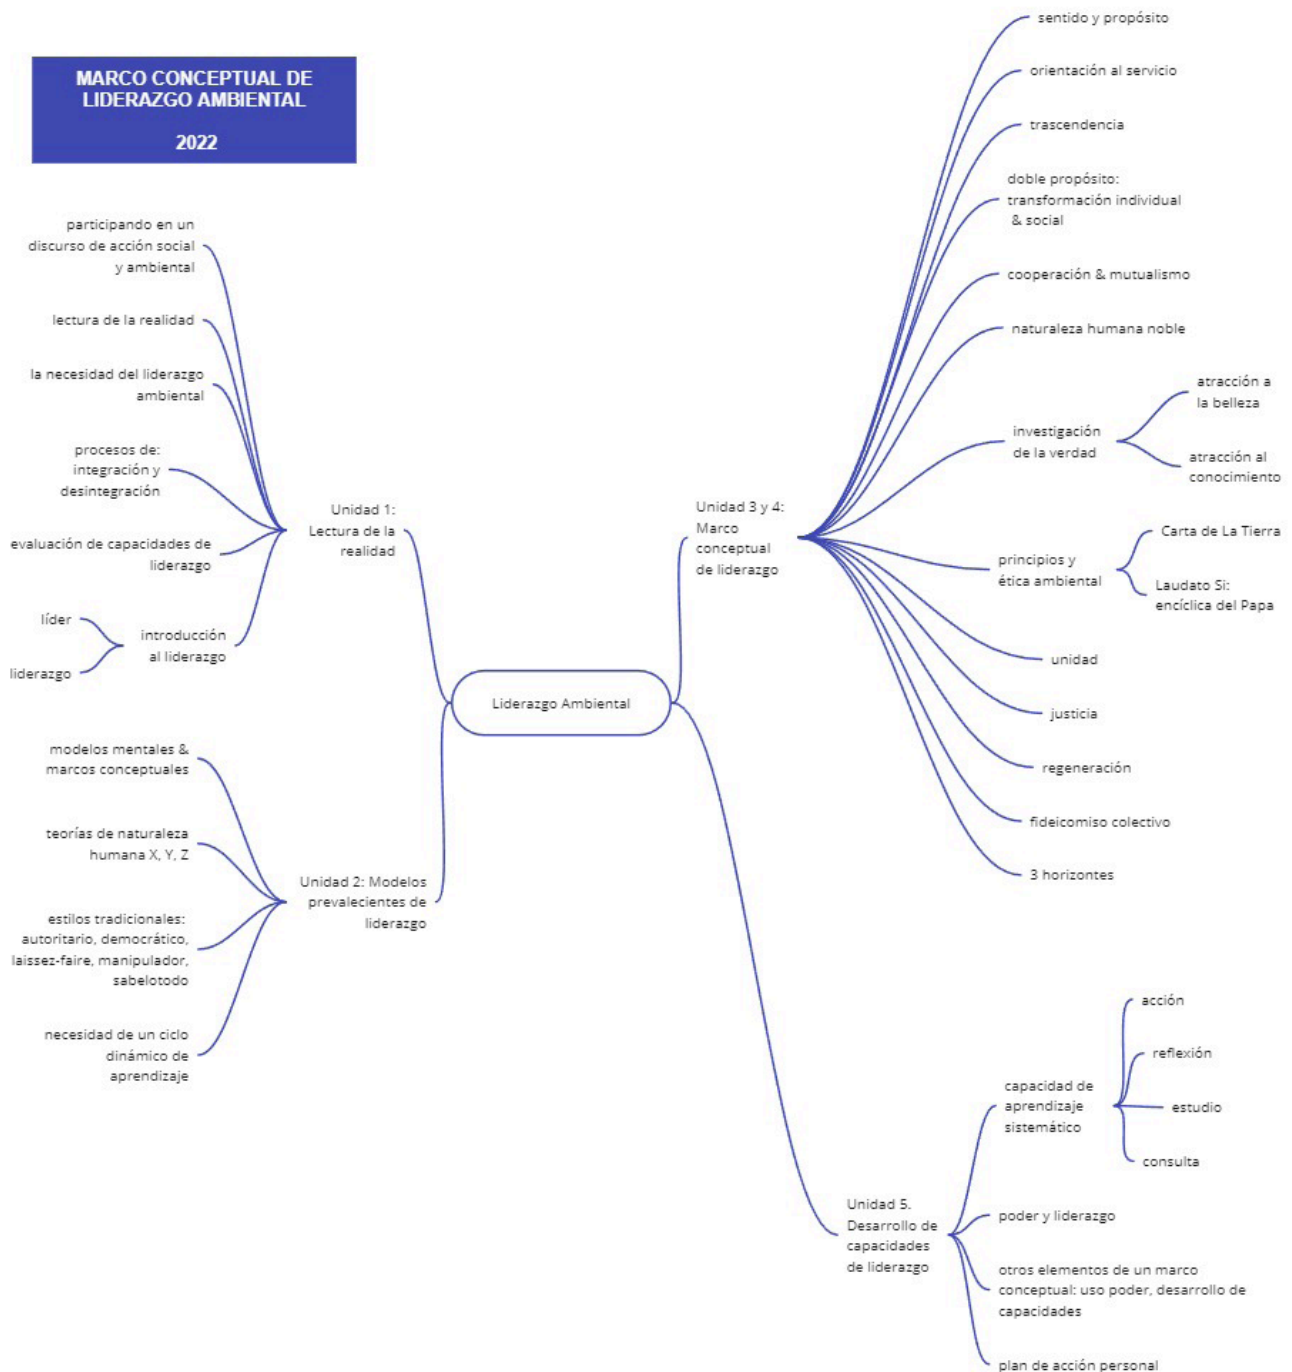 MARCO CONCEPTUAL DE
LIDERAZGO AMBIENTAL
2022
participando en un
discurso de acción social
y ambiental
lectura de la realidad
la necesidad del liderazgo
ambiental
procesos de:
integración y
desintegración
evaluación de capacidades de
liderazgo
líder
liderazgo
introducción
al liderazgo
Unidad 1:
Lectura de la
realidad
modelos mentales &
marcos conceptuales
teorías de naturaleza
humana X, Y, Z
estilos tradicionales:
autoritario, democrático,
laissez-faire, manipulador,
sabelotodo
necesidad de un ciclo
dinámico de
aprendizaje
Unidad 2: Modelos
prevalecientes de
liderazgo
Liderazgo Ambiental
Unidad 3 y 4:
Marco
conceptual
de liderazgo
sentido y propósito
orientación al servicio
trascendencia
doble propósito:
transformación individual
& social
cooperación & mutualismo
naturaleza humana noble
investigación
de la verdad
atracción a
la belleza
atracción al
conocimiento
principios y
ética ambiental
Carta de La Tierra
Laudato Si:
encíclica del Papa
unidad
justicia
regeneración
fideicomiso colectivo
3 horizontes
Unidad 5.
Desarrollo de
capacidades
de liderazgo
capacidad de
aprendizaje
sistemático
acción
reflexión
estudio
consulta
poder y liderazgo
otros elementos de un marco
conceptual: uso poder, desarrollo de
capacidades
plan de acción personal